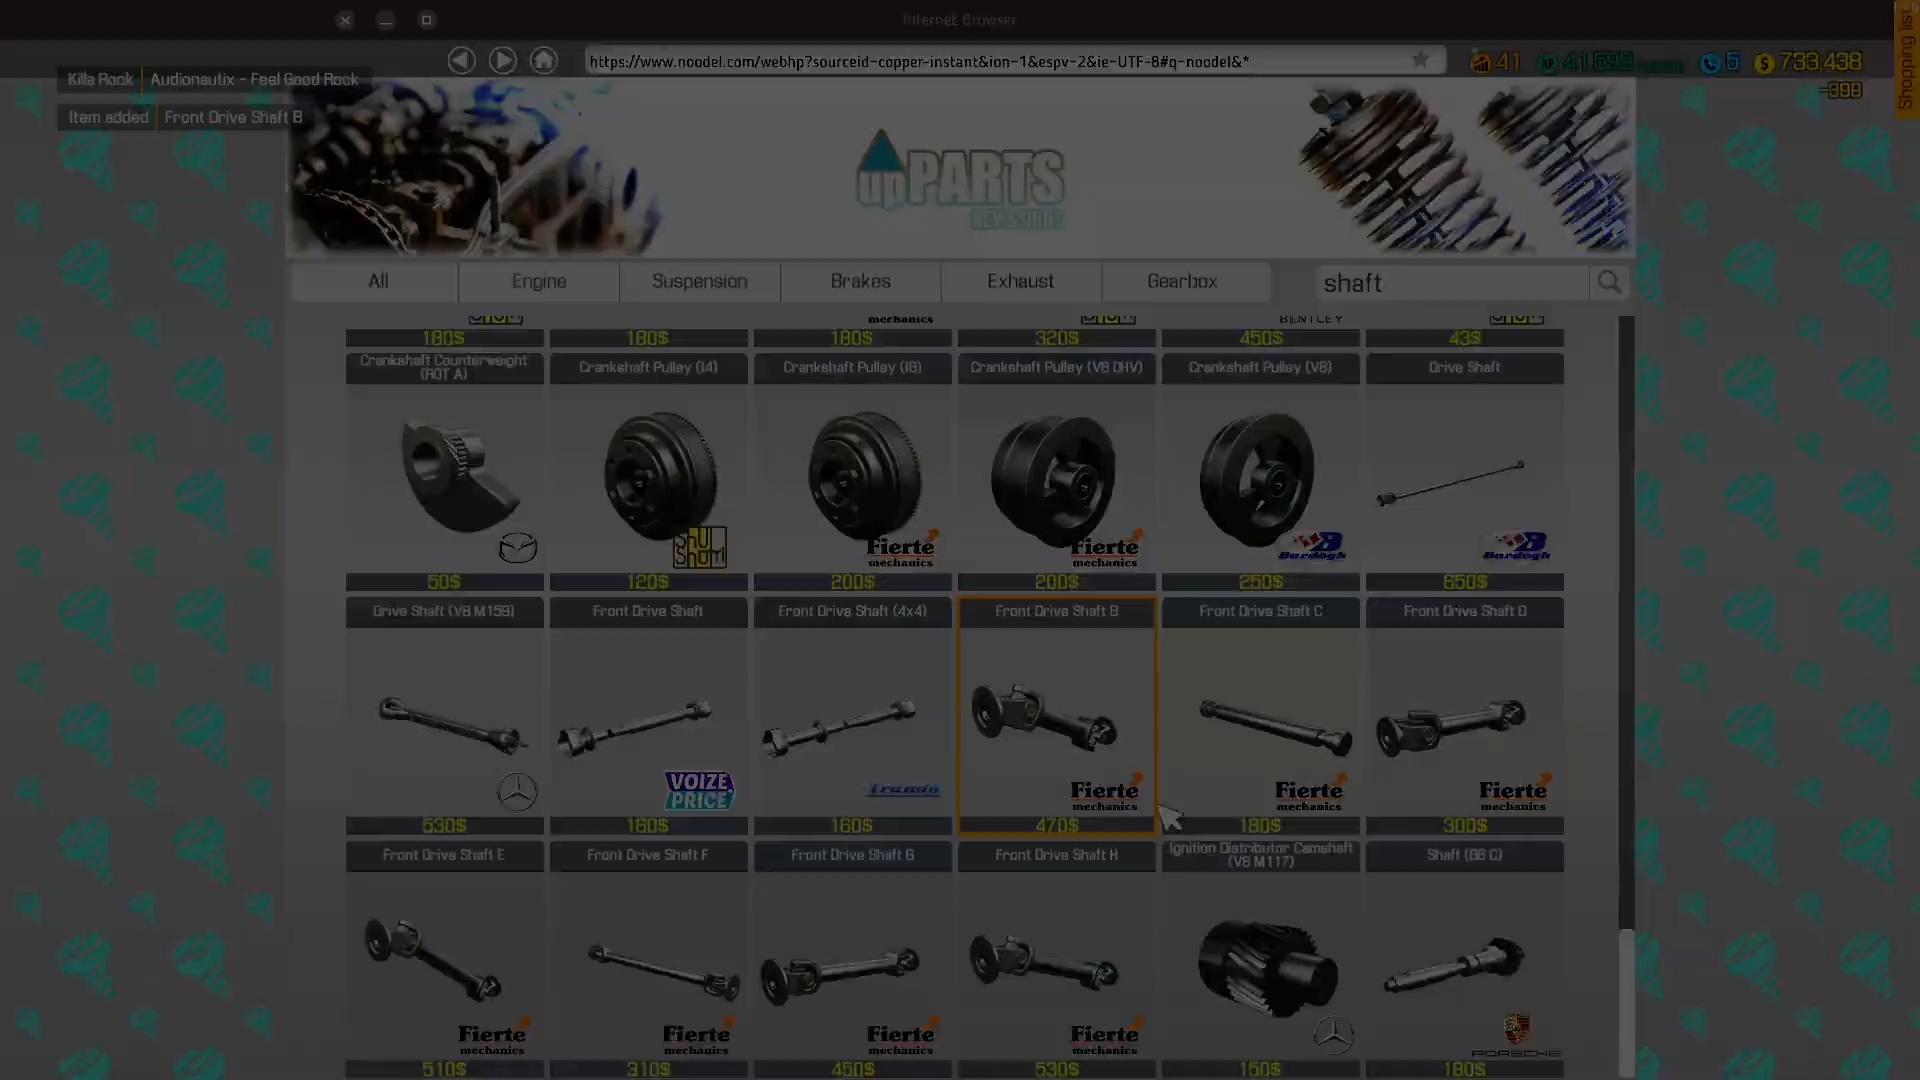 Internet Browser
https://www.noodel.com/webhp?sourceid-copper-instant&ion-1&espv-2&ie-UTF-8#q-noodel&*
41
5
733,438
-398
Shopping list
Killa Rock | Audionautix - Feel Good Rook
Item added | Front Drive Shaft B
upPARTS
All Engine Suspension Brakes Exhaust Gearbox shaft
mechanics BENTLEY
180$ 180$ 180$ 320$ 450$ 43$
Crankshaft Counterweight (ROT A) Crankshaft Pulley (I4) Crankshaft Pulley (I6) Crankshaft Pulley (V8 OHV) Crankshaft Pulley (V8) Drive Shaft
Fierte mechanics Fierte mechanics Bardogh Bardogh
50$ 120$ 200$ 200$ 250$ 650$
Drive Shaft (V8 M159) Front Drive Shaft Front Drive Shaft (4x4) Front Drive Shaft B Front Drive Shaft C Front Drive Shaft D
VOIZE PRICE Fierte mechanics Fierte mechanics Fierte mechanics
530$ 160$ 160$ 470$ 180$ 300$
Front Drive Shaft E Front Drive Shaft F Front Drive Shaft G Front Drive Shaft H Ignition Distributor Camshaft (V8 M117) Shaft (GB C)
Fierte mechanics Fierte mechanics Fierte mechanics Fierte mechanics PORSCHE
510$ 310$ 450$ 530$ 150$ 180$